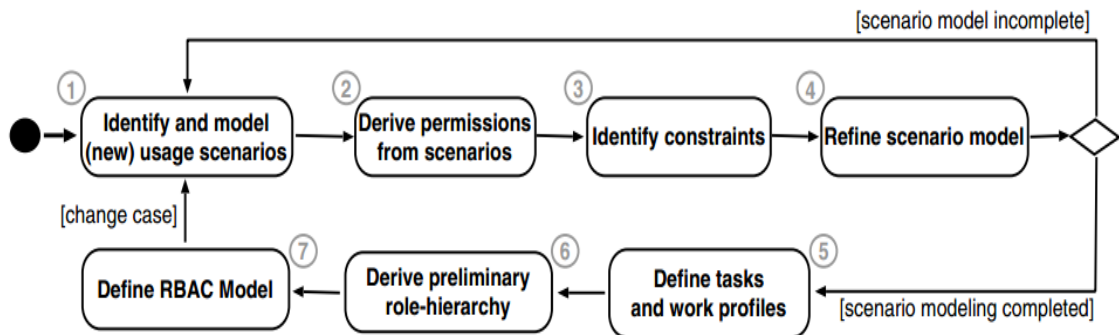 [scenario model incomplete]
1
2
3
4
Identify and model
(new) usage scenarios
Derive permissions
from scenarios
Identify constraints
Refine scenario model
[change case]
7
6
5
Define RBAC Model
Derive preliminary
role-hierarchy
Define tasks
and work profiles
[scenario modeling completed]